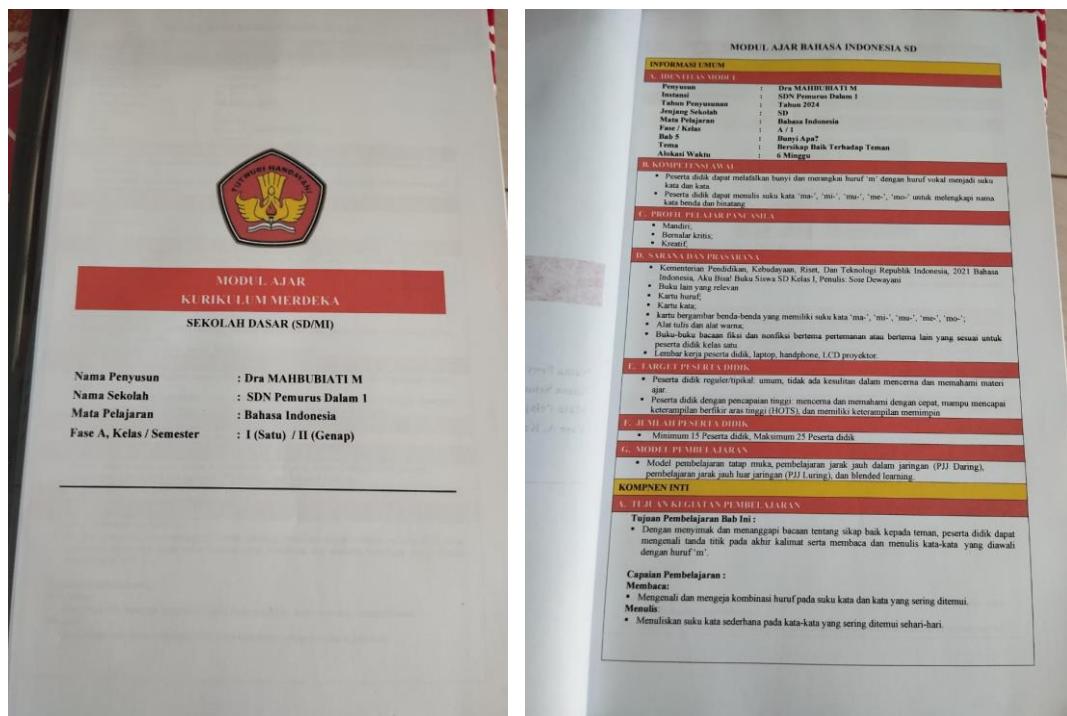 TUT WURI HANDAYANI
MODUL AJAR
KURIKULUM MERDEKA
SEKOLAH DASAR (SD/MI)
Nama Penyusun : Dra MAHBUBIATI M
Nama Sekolah : SDN Pemurus Dalam 1
Mata Pelajaran : Bahasa Indonesia
Fase A, Kelas / Semester : I (Satu) / II (Genap)
MODUL AJAR BAHASA INDONESIA SD
INFORMASI UMUM
A. IDENTITAS MODUL
Penyusun : Dra MAHBUBIATI M
Instansi : SDN Pemurus Dalam 1
Tahun Penyusunan : Tahun 2024
Jenjang Sekolah : SD
Mata Pelajaran : Bahasa Indonesia
Fase / Kelas : A / 1
Bab 5 : Bunyi Apa?
Tema : Bersikap Baik Terhadap Teman
Alokasi Waktu : 6 Minggu
B. KOMPETENSI AWAL
• Peserta didik dapat melafalkan bunyi dan merangkai huruf ‘m’ dengan huruf vokal menjadi suku
kata dan kata.
• Peserta didik dapat menulis suku kata ‘ma-’, ‘mi-’, ‘mu-’, ‘me-’, ‘mo-’ untuk melengkapi nama
kata benda dan binatang
C. PROFIL PELAJAR PANCASILA
• Mandiri;
• Bernalar kritis;
• Kreatif;
D. SARANA DAN PRASARANA
• Kementerian Pendidikan, Kebudayaan, Riset, Dan Teknologi Republik Indonesia, 2021 Bahasa
Indonesia, Aku Bisa! Buku Siswa SD Kelas I, Penulis: Sofie Dewayani
• Buku lain yang relevan
• Kartu huruf;
• Kartu kata;
• kartu bergambar benda-benda yang memiliki suku kata ‘ma-’, ‘mi-’, ‘mu-’, ‘me-’, ‘mo-’;
• Alat tulis dan alat warna;
• Buku-buku bacaan fiksi dan nonfiksi bertema pertemanan atau bertema lain yang sesuai untuk
peserta didik kelas satu.
• Lembar kerja peserta didik, laptop, handphone, LCD proyektor.
E. TARGET PESERTA DIDIK
• Peserta didik reguler/tipikal: umum, tidak ada kesulitan dalam mencerna dan memahami materi
ajar.
• Peserta didik dengan pencapaian tinggi: mencerna dan memahami dengan cepat, mampu mencapai
keterampilan berfikir aras tinggi (HOTS), dan memiliki keterampilan memimpin
F. JUMLAH PESERTA DIDIK
• Minimum 15 Peserta didik, Maksimum 25 Peserta didik
G. MODEL PEMBELAJARAN
• Model pembelajaran tatap muka, pembelajaran jarak jauh dalam jaringan (PJJ Daring),
pembelajaran jarak jauh luar jaringan (PJJ Luring), dan blended learning.
KOMPNEN INTI
A. TUJUAN KEGIATAN PEMBELAJARAN
Tujuan Pembelajaran Bab Ini :
• Dengan menyimak dan menanggapi bacaan tentang sikap baik kepada teman, peserta didik dapat
mengenali tanda titik pada akhir kalimat serta membaca dan menulis kata-kata yang diawali
dengan huruf ‘m’.
Capaian Pembelajaran :
Membaca:
• Mengenali dan mengeja kombinasi huruf pada suku kata dan kata yang sering ditemui.
Menulis:
• Menuliskan suku kata sederhana pada kata-kata yang sering ditemui sehari-hari.